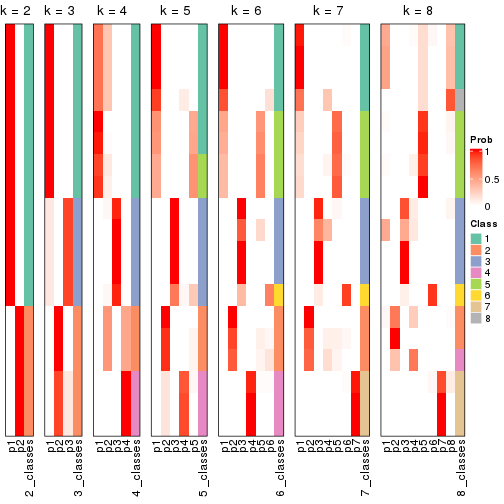 k = 2 k = 3 k = 4 k = 5 k = 6 k = 7 k = 8
Prob
1
0.5
0
Class
1
2
3
4
5
6
7
8
p1 p2 2_classes
p1 p2 p3 3_classes
p1 p2 p3 p4 4_classes
p1 p2 p3 p4 p5 5_classes
p1 p2 p3 p4 p5 p6 6_classes
p1 p2 p3 p4 p5 p6 p7 7_classes
p1 p2 p3 p4 p5 p6 p7 p8 8_classes